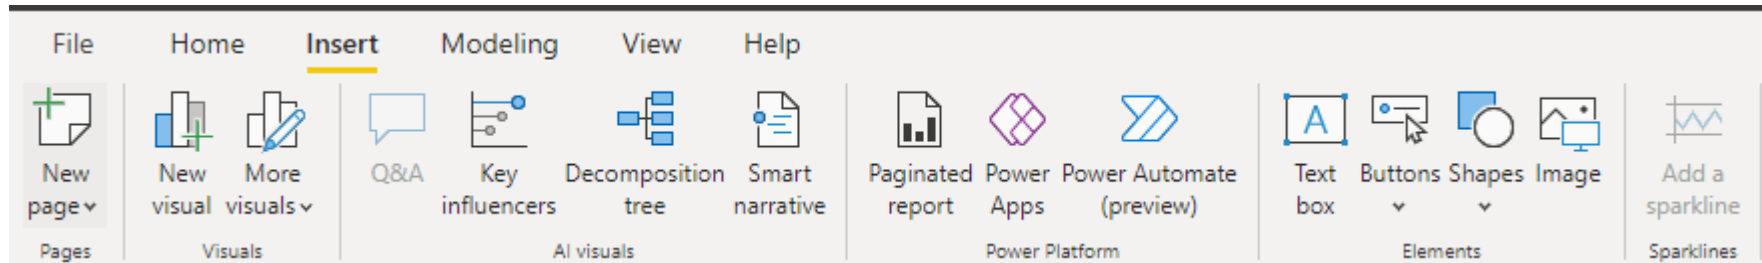 File Home Insert Modeling View Help
New page
New visual
More visuals
Q&A
Key influencers
Decomposition tree
Smart narrative
Paginated report
Power Apps
Power Automate (preview)
A
Text box
Buttons
Shapes
Image
Add a sparkline
Pages Visuals AI visuals Power Platform Elements Sparklines